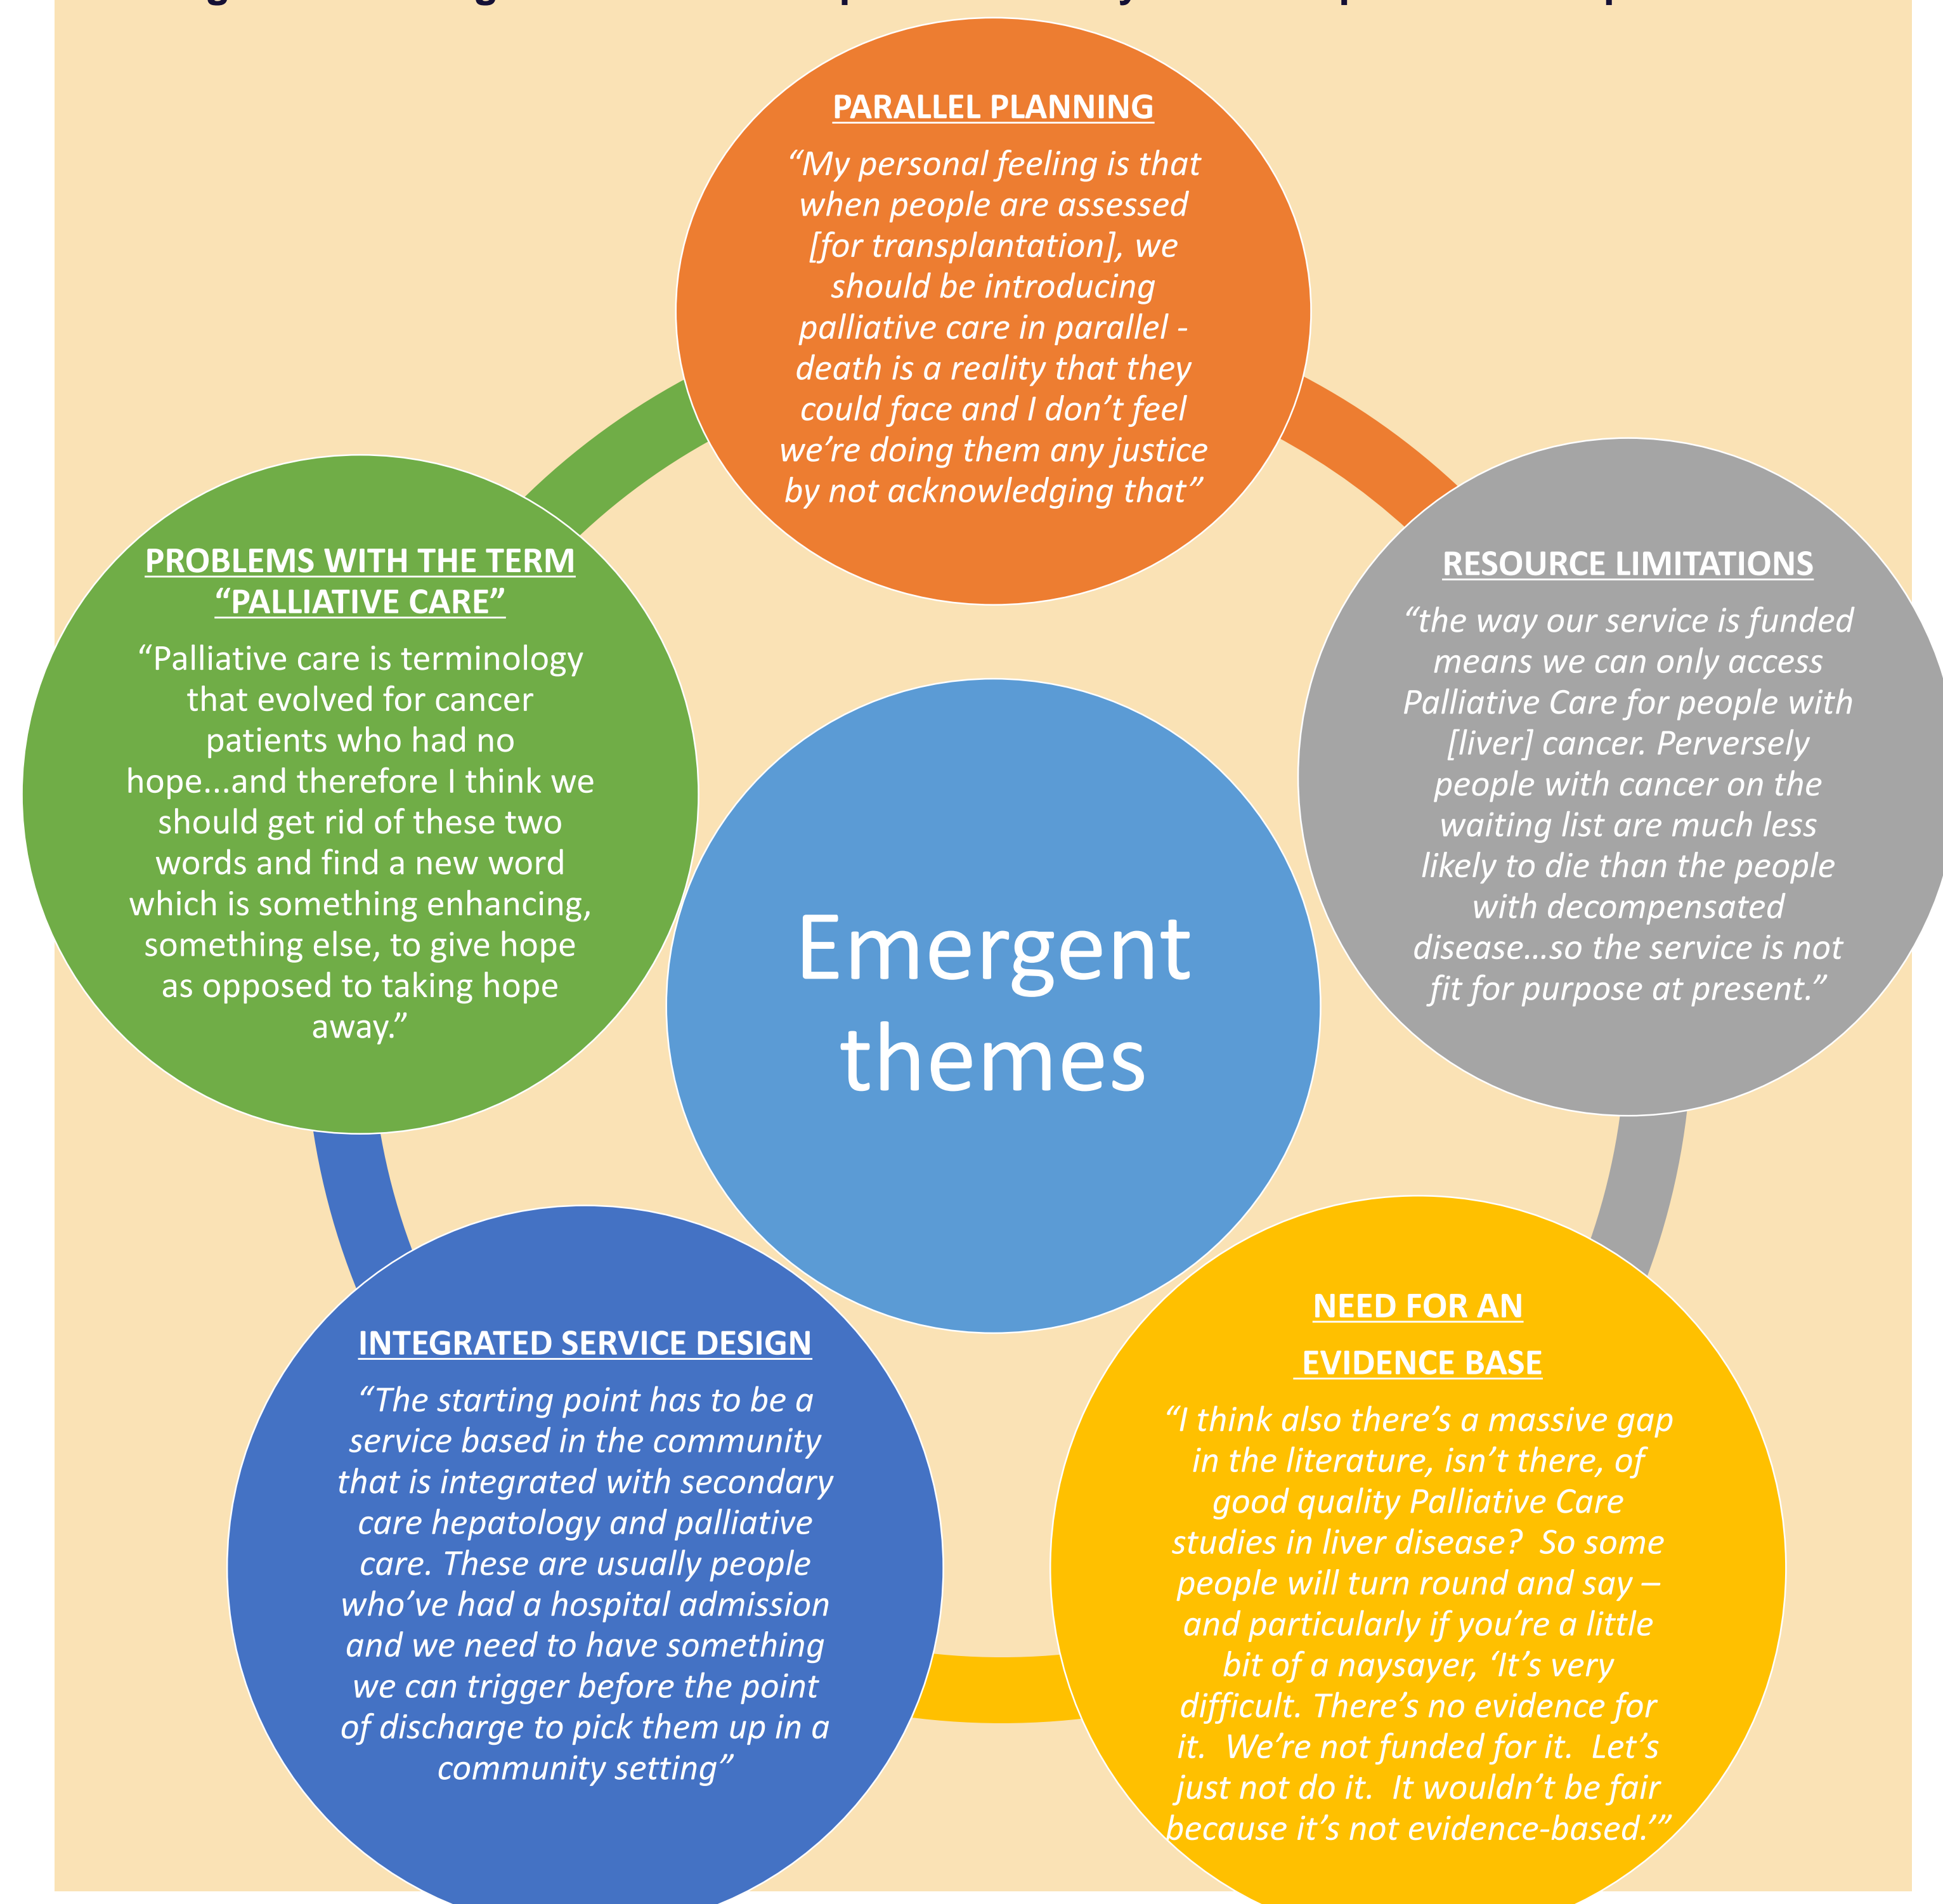 PARALLEL PLANNING
“My personal feeling is that
when people are assessed
[for transplantation], we
should be introducing
palliative care in parallel -
death is a reality that they
could face and I don’t feel
we’re doing them any justice
by not acknowledging that”
RESOURCE LIMITATIONS
“the way our service is funded
means we can only access
Palliative Care for people with
[liver] cancer. Perversely
people with cancer on the
waiting list are much less
likely to die than the people
with decompensated
disease…so the service is not
fit for purpose at present.”
NEED FOR AN
EVIDENCE BASE
“I think also there’s a massive gap
in the literature, isn’t there, of
good quality Palliative Care
studies in liver disease?  So some
people will turn round and say –
and particularly if you’re a little
bit of a naysayer, ‘It’s very
difficult. There’s no evidence for
it.  We’re not funded for it.  Let’s
just not do it.  It wouldn’t be fair
because it’s not evidence-based.’”
INTEGRATED SERVICE DESIGN
“The starting point has to be a
service based in the community
that is integrated with secondary
care hepatology and palliative
care. These are usually people
who’ve had a hospital admission
and we need to have something
we can trigger before the point
of discharge to pick them up in a
community setting”
PROBLEMS WITH THE TERM
“PALLIATIVE CARE”
“Palliative care is terminology
that evolved for cancer
patients who had no
hope...and therefore I think we
should get rid of these two
words and find a new word
which is something enhancing,
something else, to give hope
as opposed to taking hope
away.”
Emergent
themes